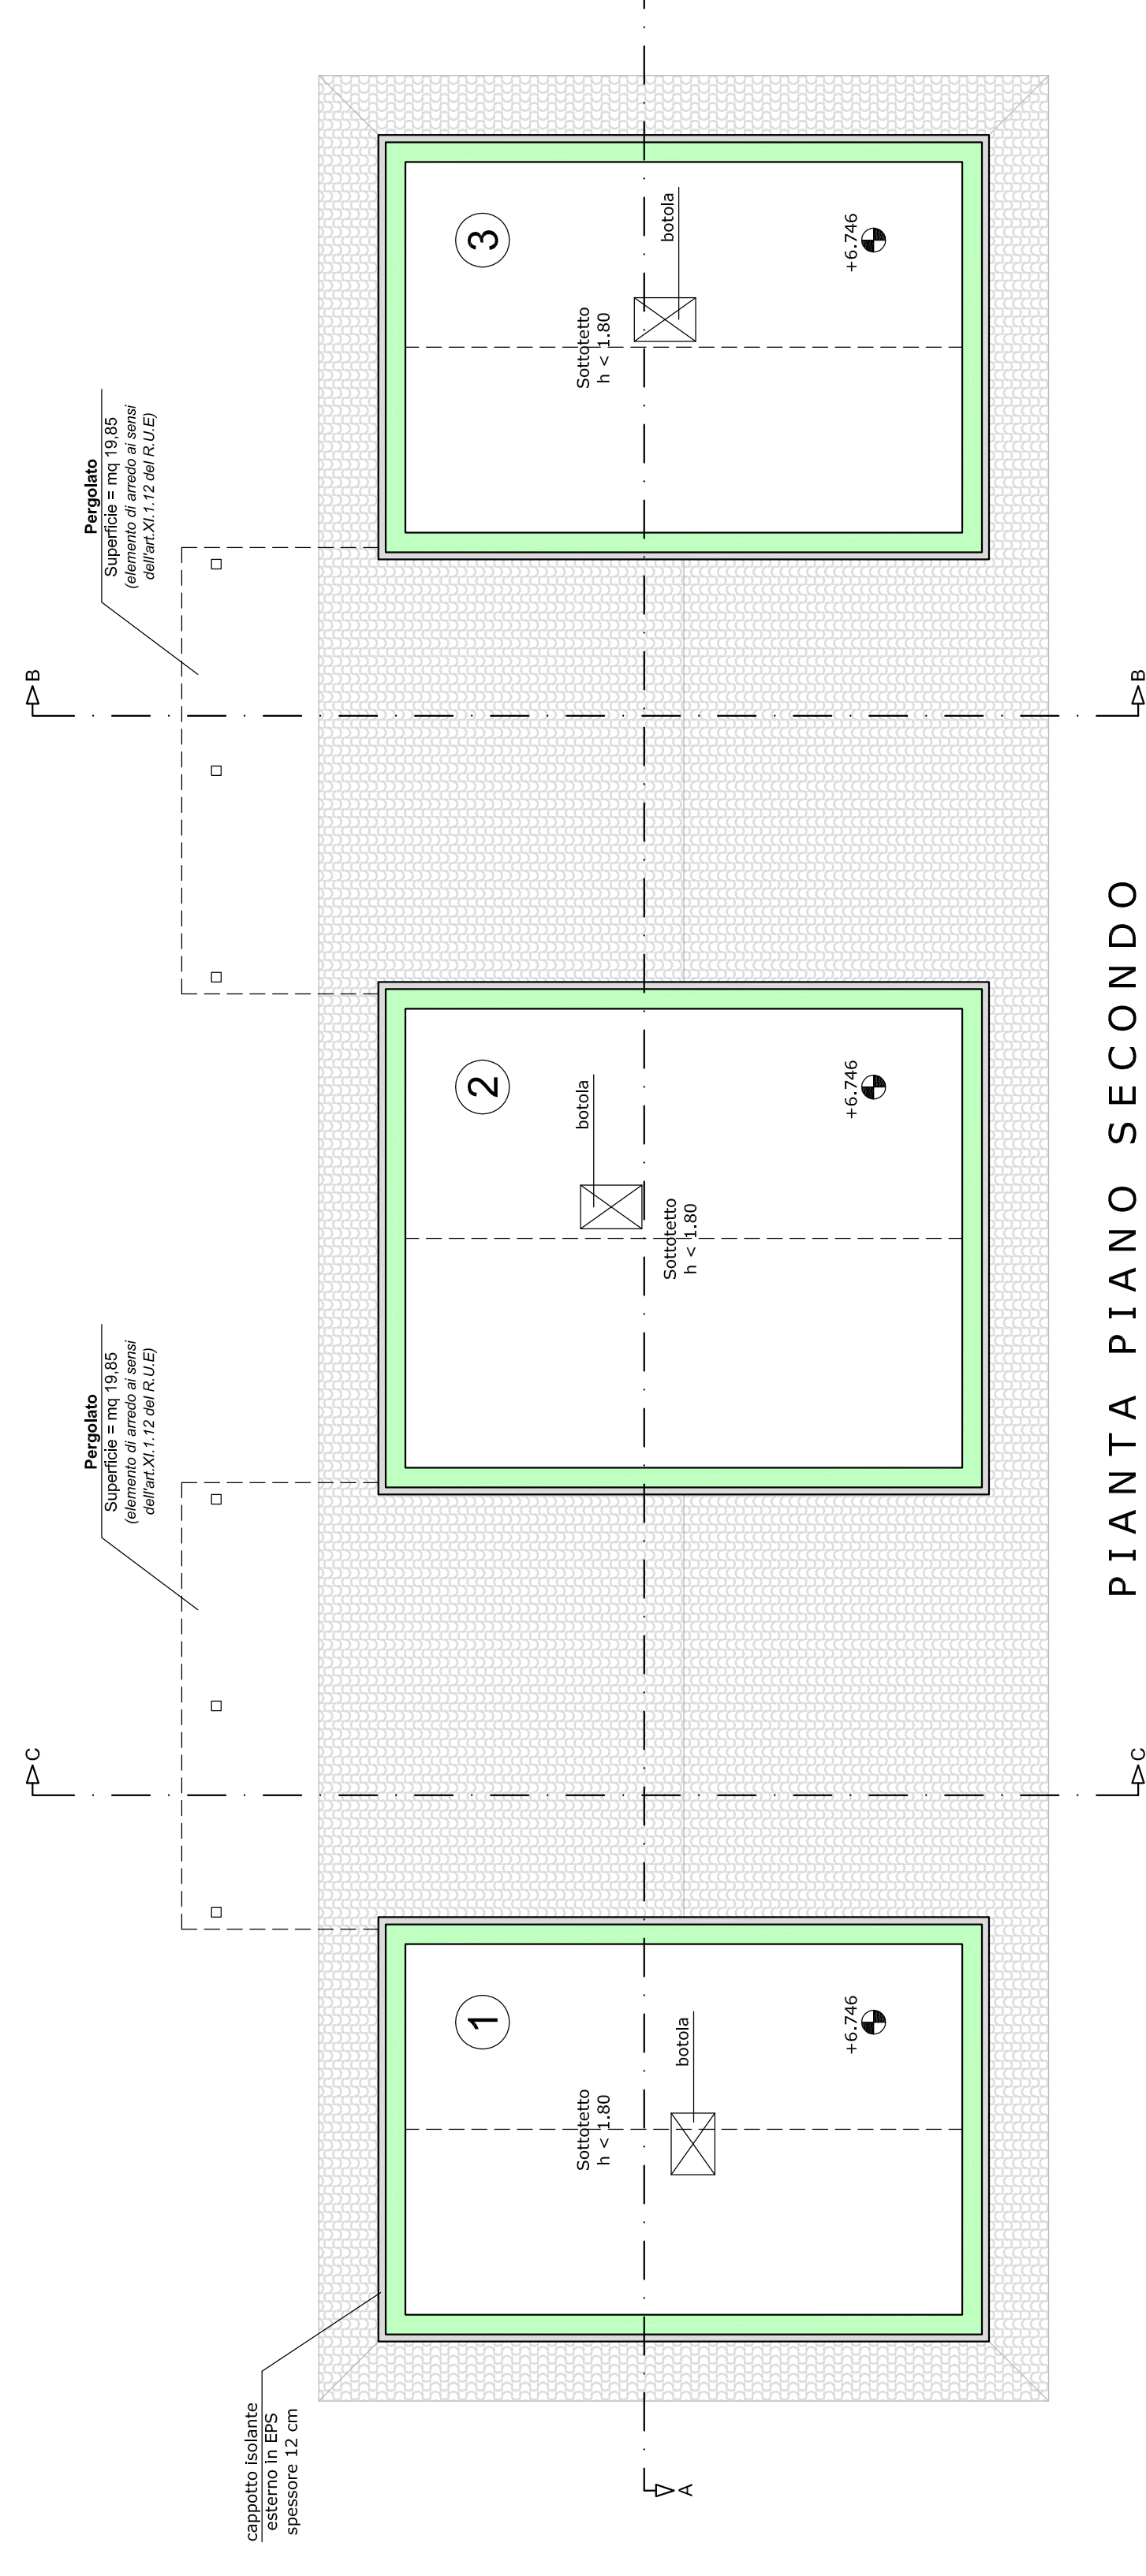 cappotto isolante
esterno in EPS
spessore 12 cm
Pergolato
Superficie = mq 19,85
(elemento di arredo ai sensi
dell'art.XI.1.12 del R.U.E)
Pergolato
Superficie = mq 19,85
(elemento di arredo ai sensi
dell'art.XI.1.12 del R.U.E)
C
B
1
2
3
Sottotetto
h < 1.80
botola
+6.746
botola
Sottotetto
h < 1.80
+6.746
Sottotetto
h < 1.80
botola
+6.746
A
C
B
PIANTA PIANO SECONDO